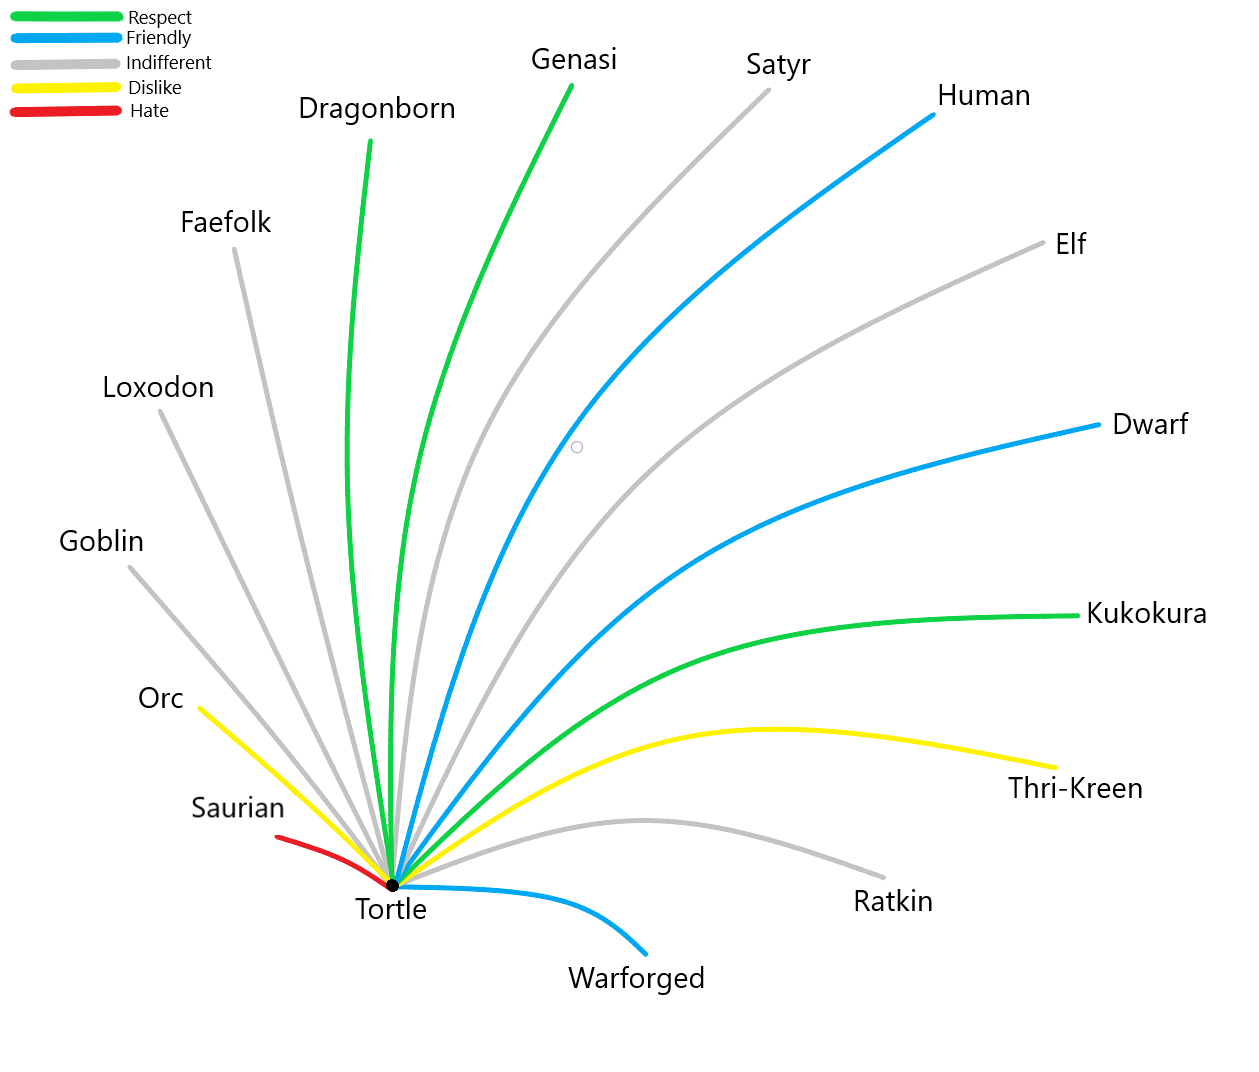 Respect
Friendly
Indifferent
Dislike
Hate
Genasi
Satyr
Human
Dragonborn
Faefolk
Elf
Loxodon
Dwarf
Goblin
Kukokura
Orc
Thri-Kreen
Saurian
Ratkin
Tortle
Warforged